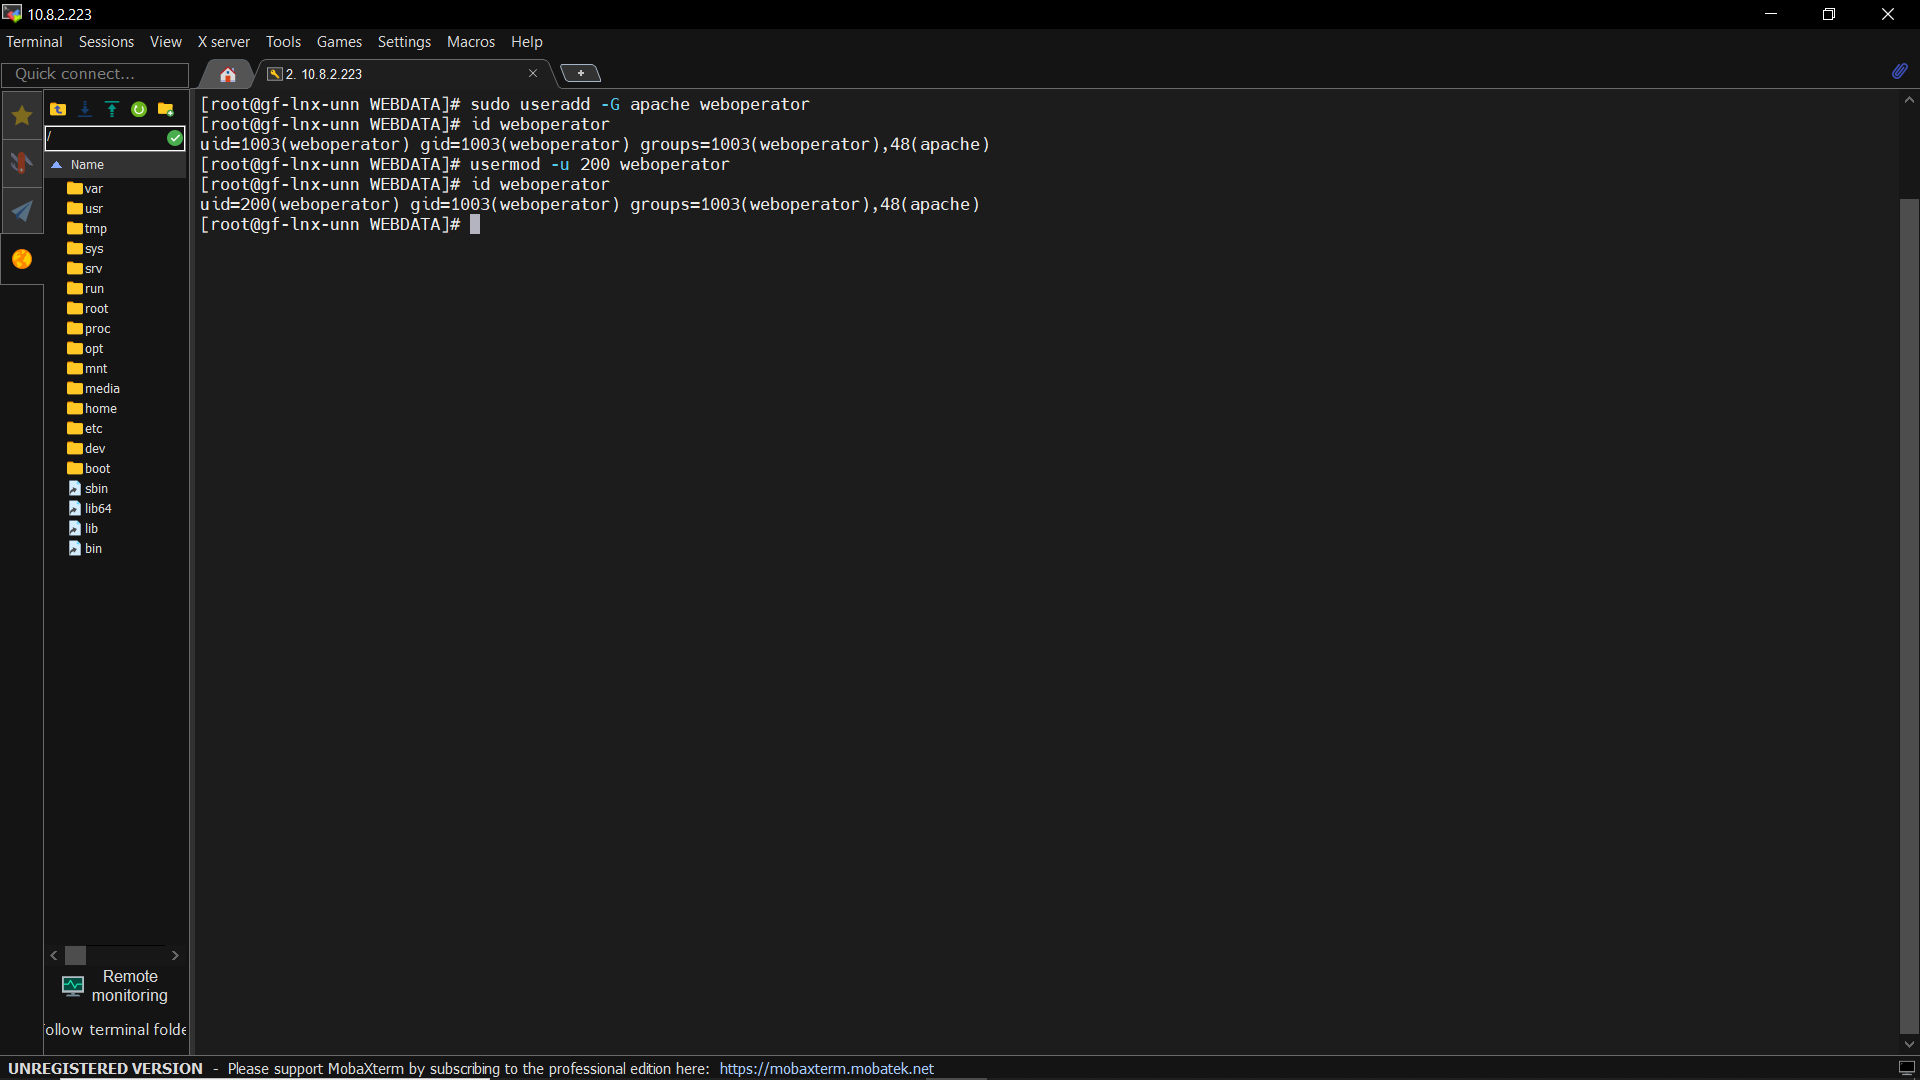 10.8.2.223
Terminal Sessions View X server Tools Games Settings Macros Help
Quick connect...
2. 10.8.2.223
/
Name
var
usr
tmp
sys
srv
run
root
proc
opt
mnt
media
home
etc
dev
boot
sbin
lib64
lib
bin
Remote
monitoring
ollow terminal folde
[root@gf-lnx-unn WEBDATA]# sudo useradd -G apache weboperator
[root@gf-lnx-unn WEBDATA]# id weboperator
uid=1003(weboperator) gid=1003(weboperator) groups=1003(weboperator),48(apache)
[root@gf-lnx-unn WEBDATA]# usermod -u 200 weboperator
[root@gf-lnx-unn WEBDATA]# id weboperator
uid=200(weboperator) gid=1003(weboperator) groups=1003(weboperator),48(apache)
[root@gf-lnx-unn WEBDATA]#
UNREGISTERED VERSION - Please support MobaXterm by subscribing to the professional edition here: https://mobaxterm.mobatek.net